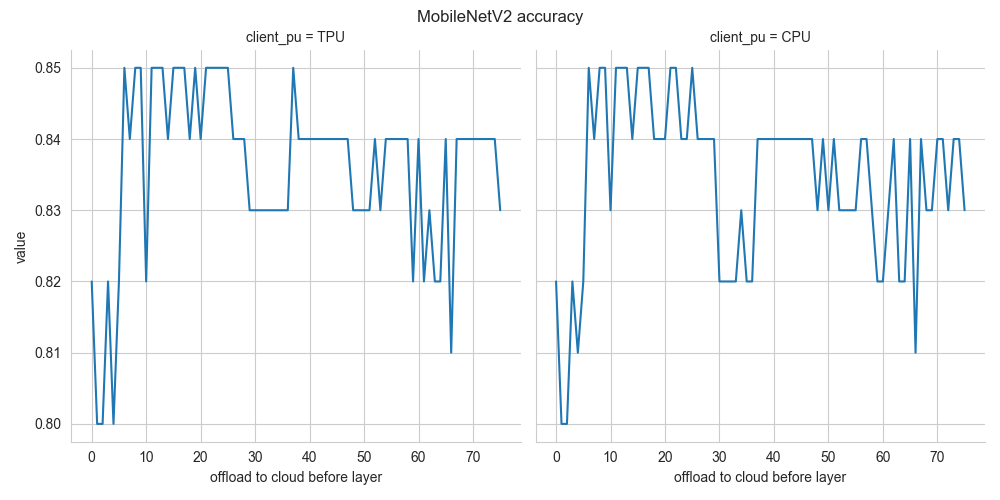 MobileNetV2 accuracy
client_pu = TPU
client_pu = CPU
value
0.85
0.84
0.83
0.82
0.81
0.80
0 10 20 30 40 50 60 70
0 10 20 30 40 50 60 70
offload to cloud before layer
offload to cloud before layer